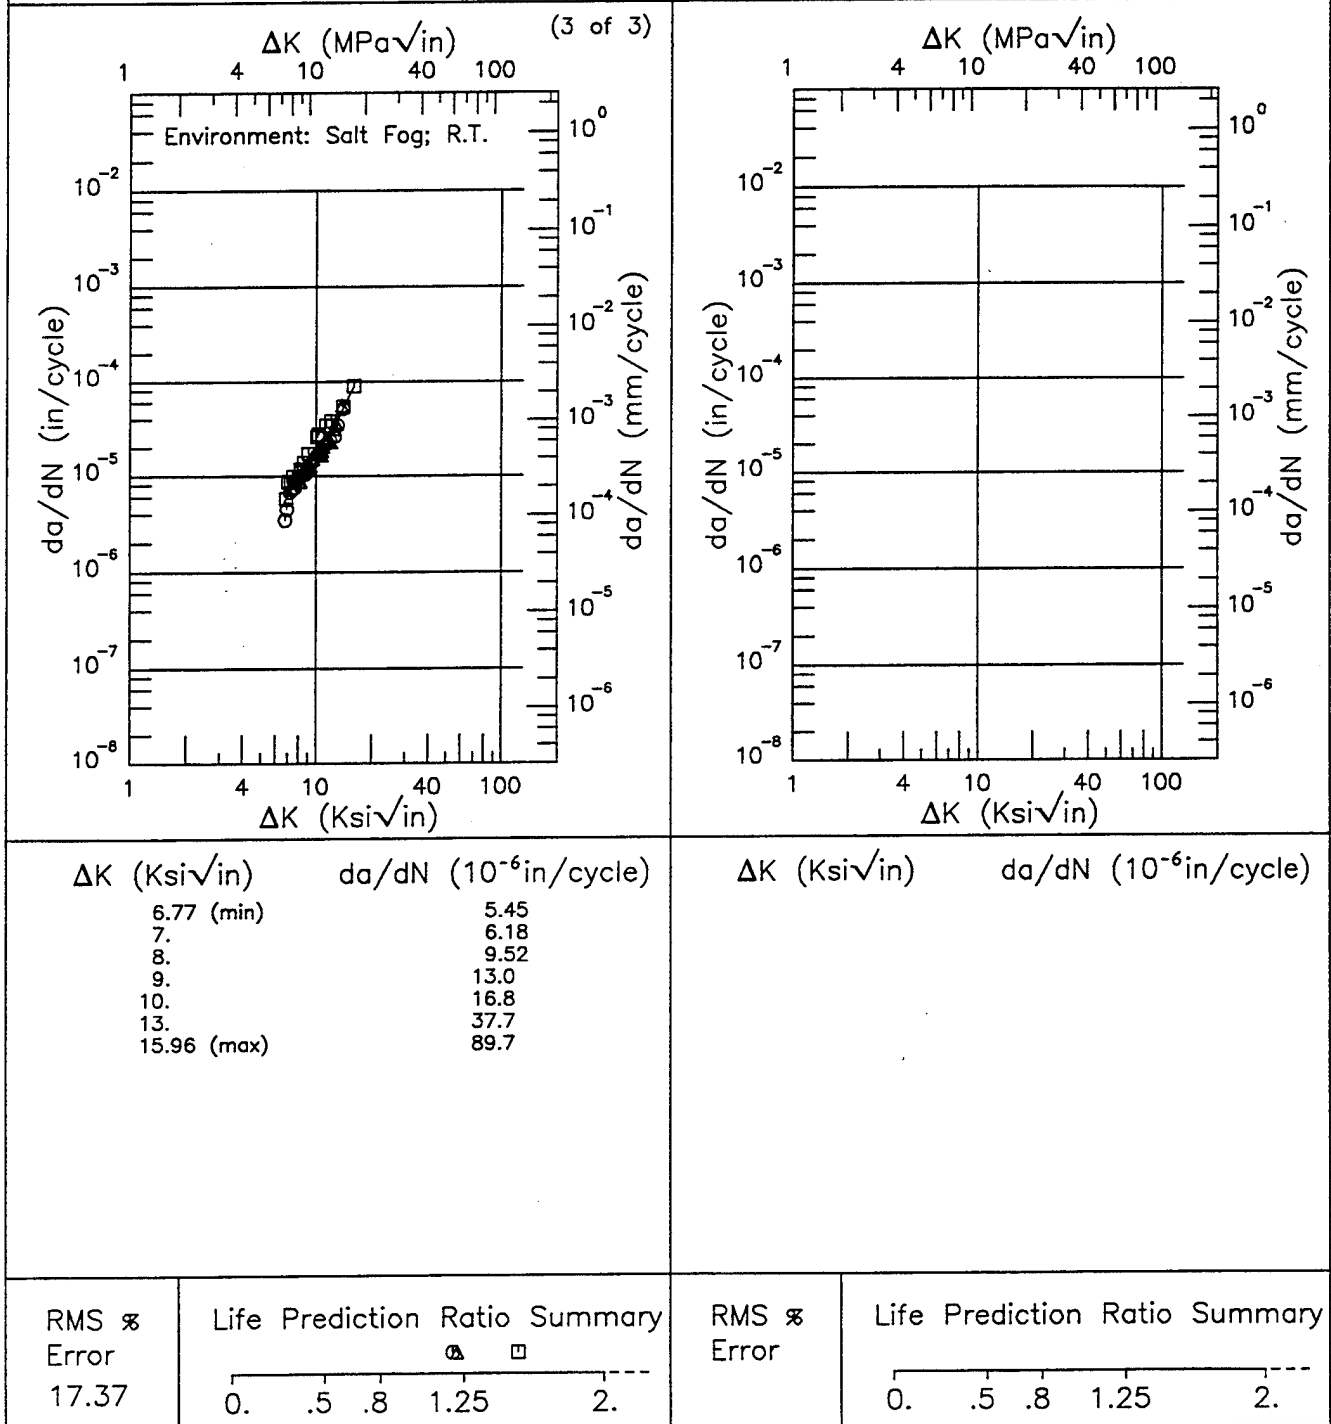 (3 of 3)
ΔK (MPa√in)
1 4 10 40 100
Environment: Salt Fog; R.T.
10⁰
10⁻¹
10⁻²
10⁻³
10⁻⁴
10⁻⁵
10⁻⁶
da/dN (mm/cycle)
10⁻²
10⁻³
10⁻⁴
10⁻⁵
10⁻⁶
10⁻⁷
10⁻⁸
da/dN (in/cycle)
1 4 10 40 100
ΔK (Ksi√in)
ΔK (MPa√in)
1 4 10 40 100
10⁰
10⁻¹
10⁻²
10⁻³
10⁻⁴
10⁻⁵
10⁻⁶
da/dN (mm/cycle)
10⁻²
10⁻³
10⁻⁴
10⁻⁵
10⁻⁶
10⁻⁷
10⁻⁸
da/dN (in/cycle)
1 4 10 40 100
ΔK (Ksi√in)
ΔK (Ksi√in) da/dN (10⁻⁶in/cycle)
6.77 (min) 5.45
7. 6.18
8. 9.52
9. 13.0
10. 16.8
13. 37.7
15.96 (max) 89.7
ΔK (Ksi√in) da/dN (10⁻⁶in/cycle)
RMS %
Error
17.37
Life Prediction Ratio Summary
0. .5 .8 1.25 2.
RMS %
Error
Life Prediction Ratio Summary
0. .5 .8 1.25 2.